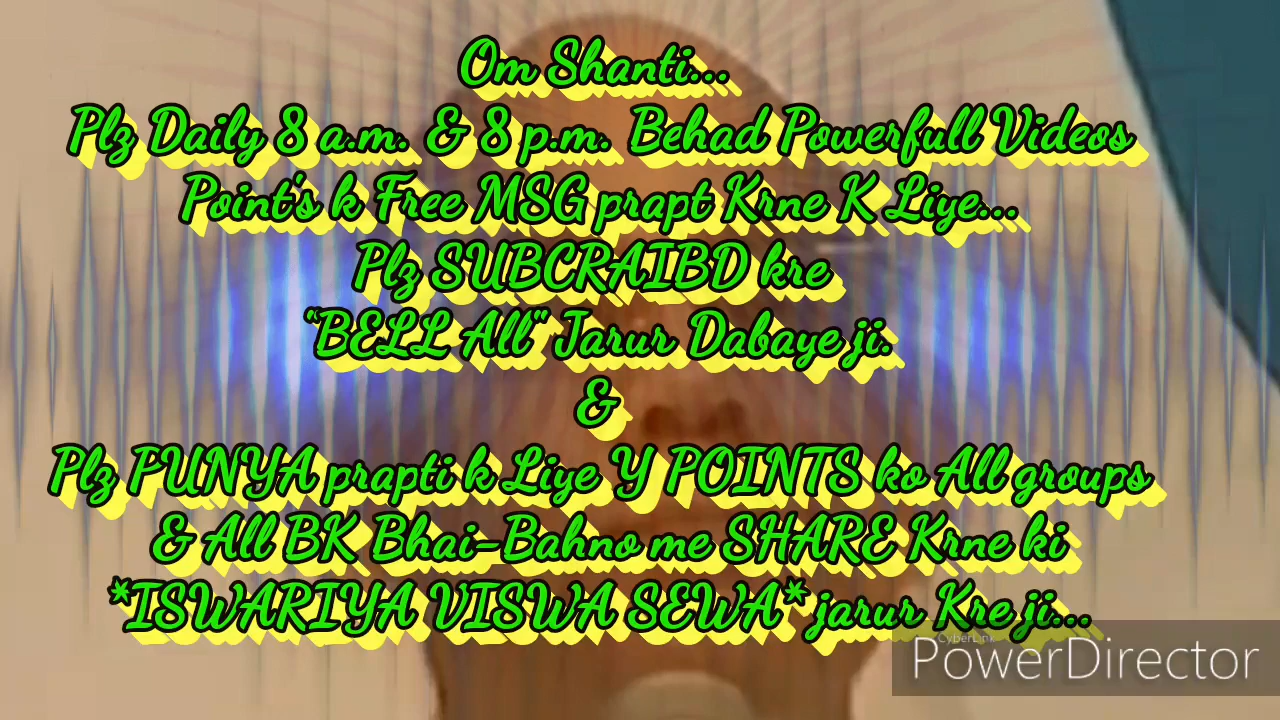 Om Shanti...
Plz Daily 8 a.m. & 8 p.m. Behad Powerfull Videos
Point's k Free MSG prapt Krne K Liye...
Plz SUBCRAIBD kre
"BELL All" Jarur Dabaye ji.
&
Plz PUNYA prapti k Liye Y POINTS ko All groups
& All BK Bhai-Bahno me SHARE Krne ki
*ISWARIYA VISWA SEWA* jarur Kre ji...
CyberLink
PowerDirector